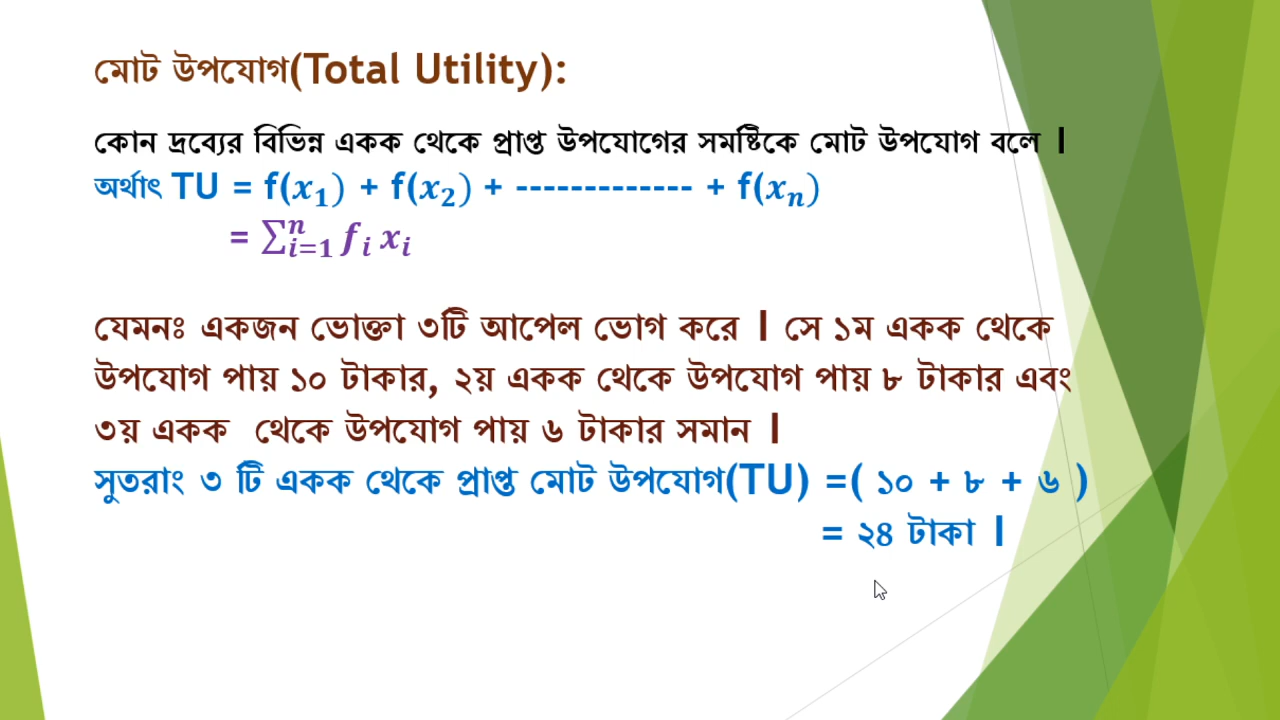 মোট উপযোগ(Total Utility):
কোন দ্রব্যের বিভিন্ন একক থেকে প্রাপ্ত উপযোগের সমষ্টিকে মোট উপযোগ বলে ।
অর্থাৎ TU = f(x₁) + f(x₂) + ------------- + f(xₙ)
= ∑ⁿᵢ₌₁ fᵢ xᵢ
যেমনঃ একজন ভোক্তা ৩টি আপেল ভোগ করে । সে ১ম একক থেকে
উপযোগ পায় ১০ টাকার, ২য় একক থেকে উপযোগ পায় ৮ টাকার এবং
৩য় একক থেকে উপযোগ পায় ৬ টাকার সমান ।
সুতরাং ৩ টি একক থেকে প্রাপ্ত মোট উপযোগ(TU) =( ১০ + ৮ + ৬ )
= ২৪ টাকা ।